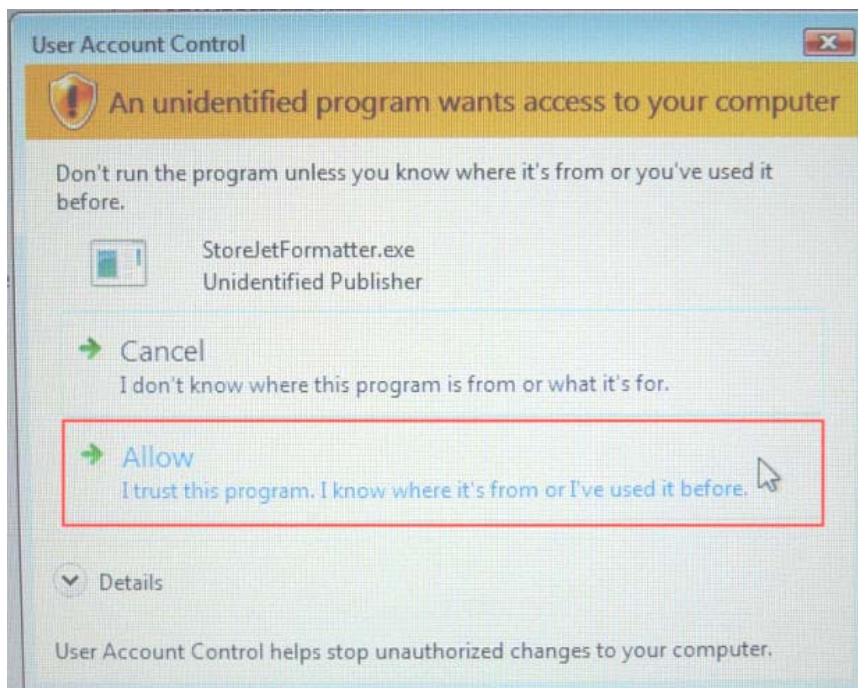 User Account Control
An unidentified program wants access to your computer
Don't run the program unless you know where it's from or you've used it
before.
StoreJetFormatter.exe
Unidentified Publisher
Cancel
I don't know where this program is from or what it's for.
Allow
I trust this program. I know where it's from or I've used it before.
Details
User Account Control helps stop unauthorized changes to your computer.